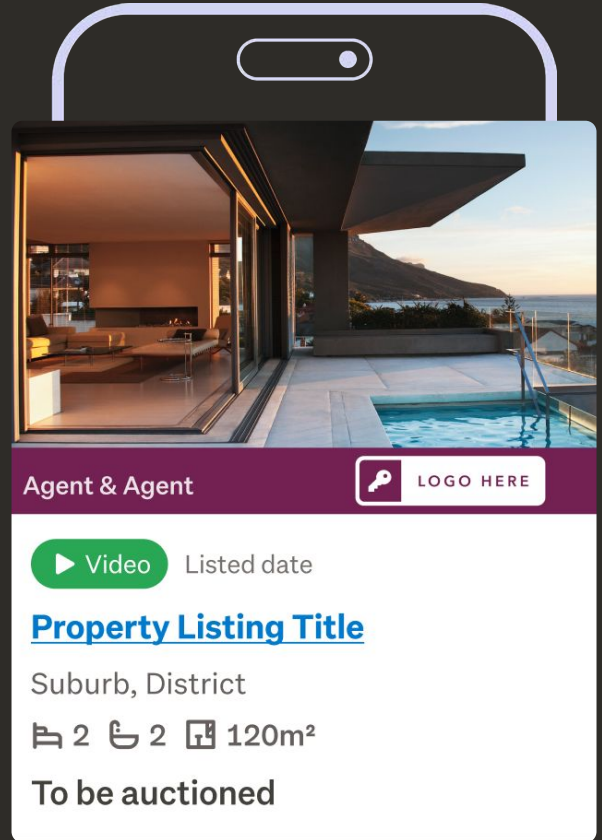 Agent & Agent
LOGO HERE
Video
Listed date
Property Listing Title
Suburb, District
2 2 120m²
To be auctioned